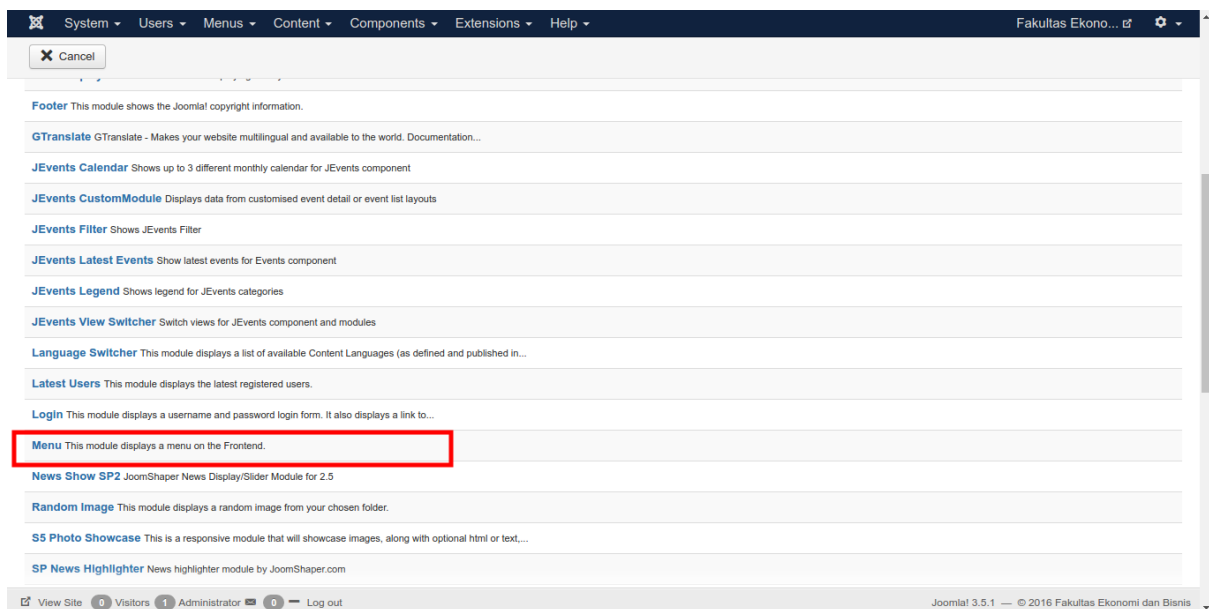 System Users Menus Content Components Extensions Help Fakultas Ekono...
Cancel
Footer This module shows the Joomla! copyright information.
GTranslate GTranslate - Makes your website multilingual and available to the world. Documentation...
JEvents Calendar Shows up to 3 different monthly calendar for JEvents component
JEvents CustomModule Displays data from customised event detail or event list layouts
JEvents Filter Shows JEvents Filter
JEvents Latest Events Show latest events for Events component
JEvents Legend Shows legend for JEvents categories
JEvents View Switcher Switch views for JEvents component and modules
Language Switcher This module displays a list of available Content Languages (as defined and published in...
Latest Users This module displays the latest registered users.
Login This module displays a username and password login form. It also displays a link to...
Menu This module displays a menu on the Frontend.
News Show SP2 JoomShaper News Display/Slider Module for 2.5
Random Image This module displays a random image from your chosen folder.
S5 Photo Showcase This is a responsive module that will showcase images, along with optional html or text,...
SP News Highlighter News highlighter module by JoomShaper.com
View Site 0 Visitors 1 Administrator 0 Log out Joomla! 3.5.1 — © 2016 Fakultas Ekonomi dan Bisnis